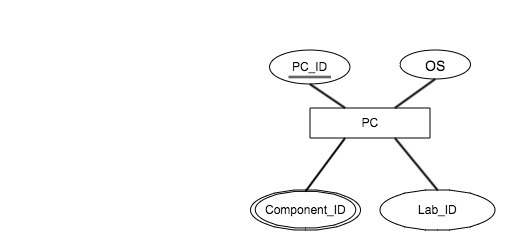 PC_ID
OS
PC
Component_ID
Lab_ID